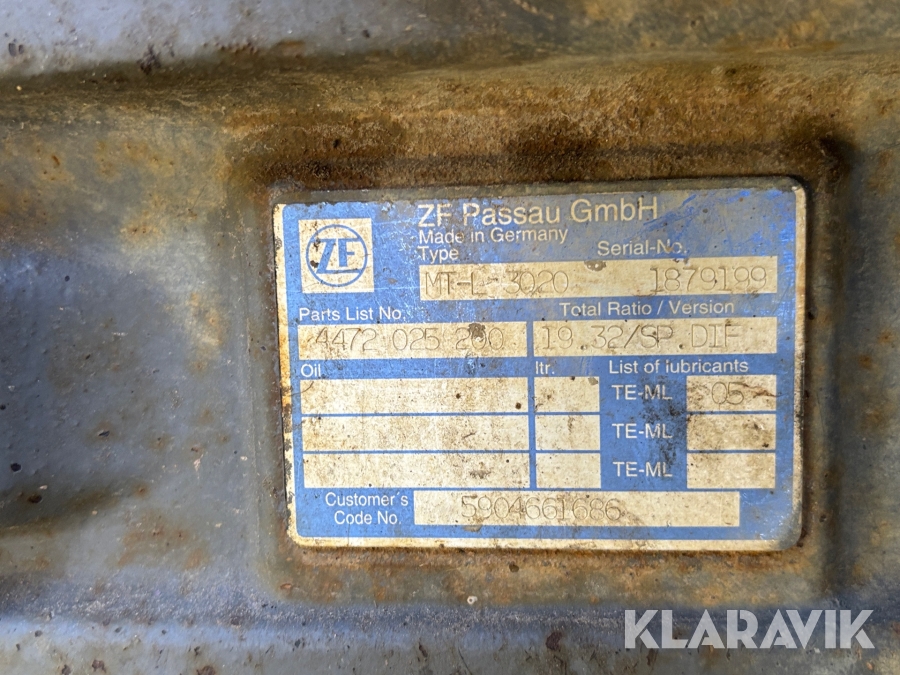 ZF Passau GmbH
ZF
Made in Germany
Type Serial-No.
MT-L-3020 1879199
Parts List No. Total Ratio / Version
4472 025 200 19.32/SP.DIF
Oil ltr. List of lubricants
TE-ML 05
TE-ML
TE-ML
Customer's
Code No. 5904661686
KLARAVIK